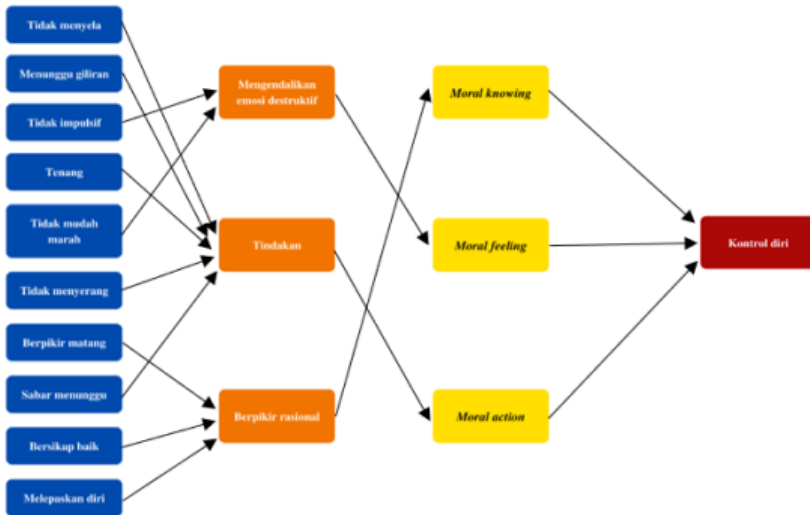 Tidak menyela
Menunggu giliran
Tidak impulsif
Tenang
Tidak mudah
marah
Tidak menyerang
Berpikir matang
Sabar menunggu
Bersikap baik
Melepaskan diri
Mengendalikan
emosi destruktif
Tindakan
Berpikir rasional
Moral knowing
Moral feeling
Moral action
Kontrol diri